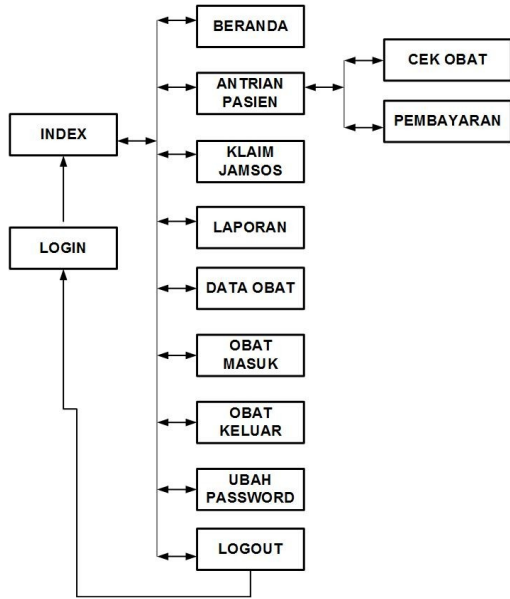 BERANDA
ANTRIAN
PASIEN
CEK OBAT
PEMBAYARAN
INDEX
KLAIM
JAMSOS
LOGIN
LAPORAN
DATA OBAT
OBAT
MASUK
OBAT
KELUAR
UBAH
PASSWORD
LOGOUT